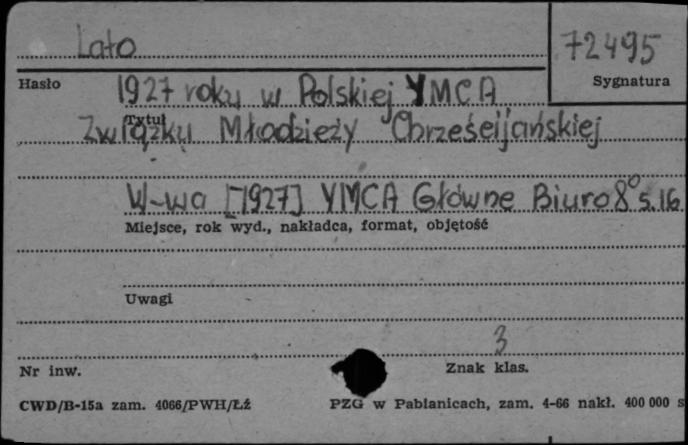 Lato
72495
Hasło
Sygnatura
1927 roku w Polskiej YMCA
Tytuł
Związku Młodzieży Chrześcijańskiej
W-wa [1927] YMCA Główne Biuro 8° s. 16
Miejsce, rok wyd., nakładca, format, objętość
Uwagi
3
Nr inw.
Znak klas.
CWD/B-15a zam. 4066/PWH/Łź
PZG w Pabianicach, zam. 4-66 nakł. 400 000 s